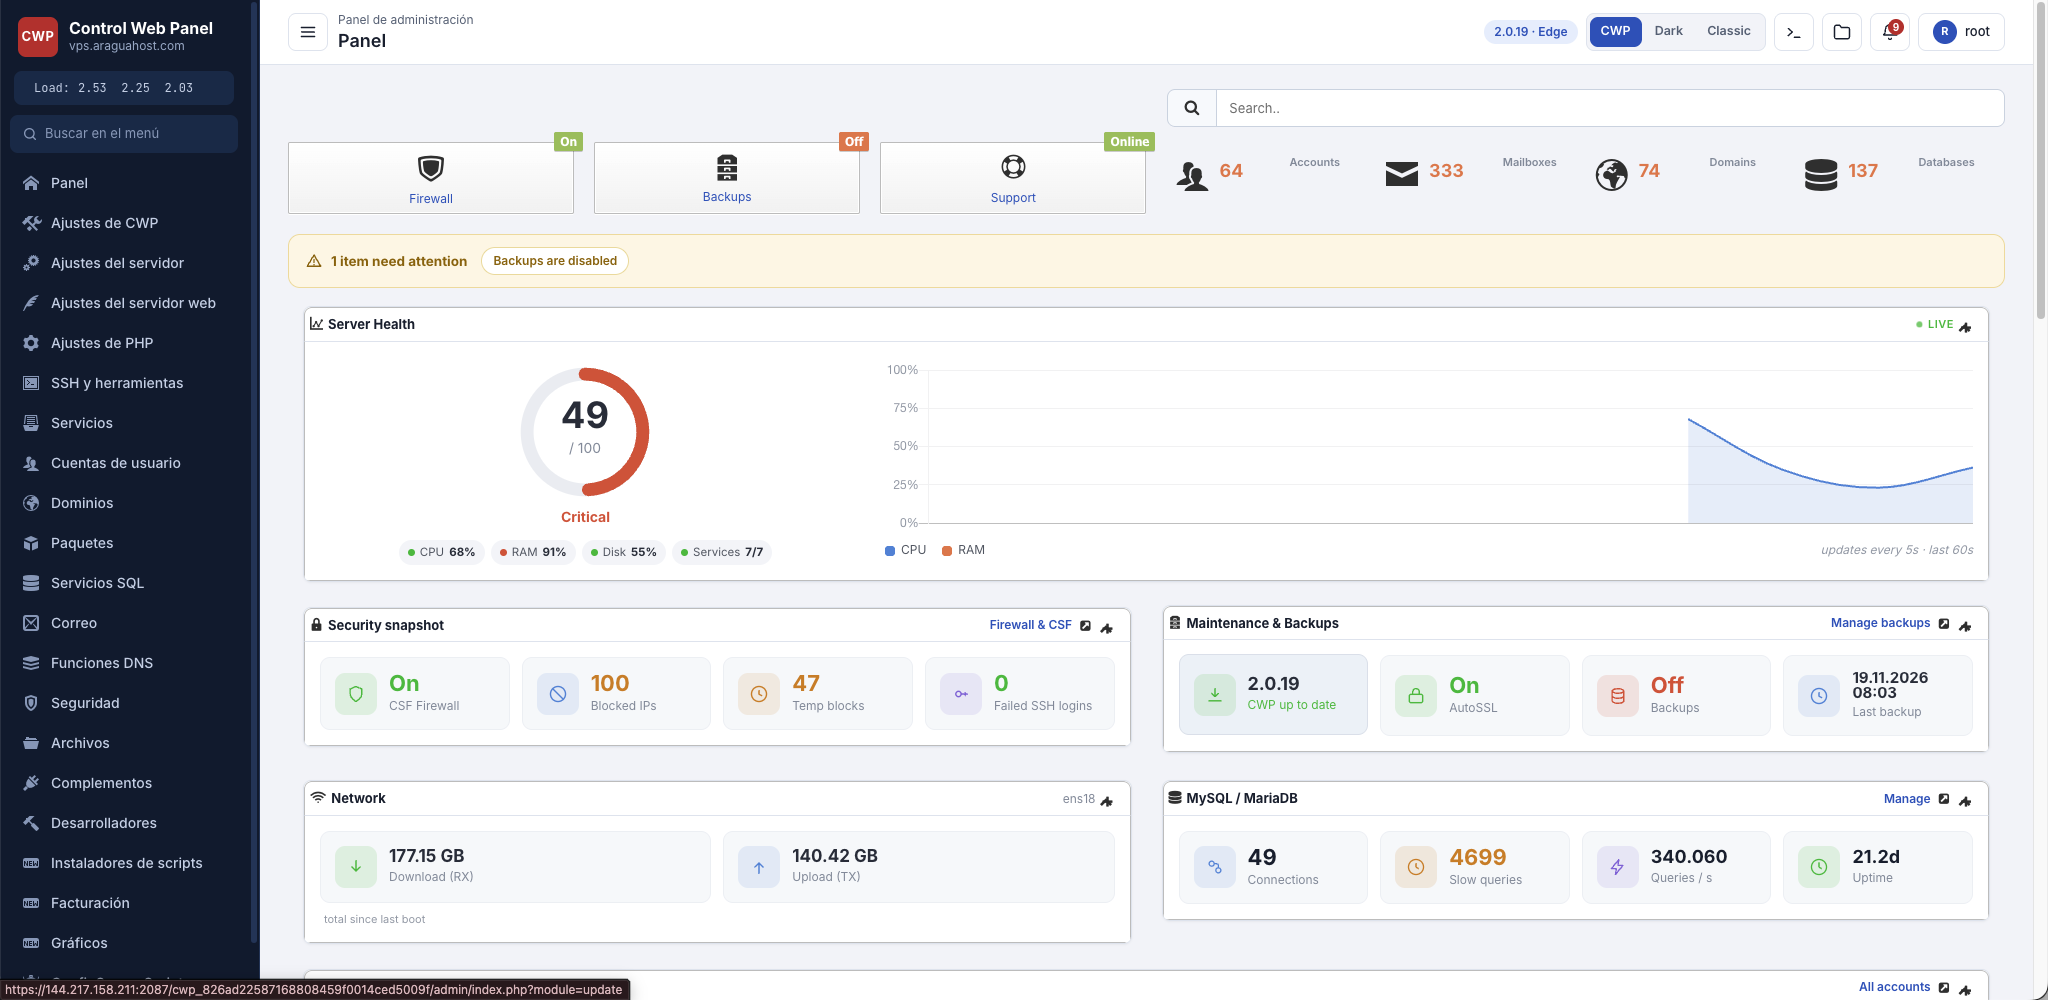 CWP
Control Web Panel
vps.araguahost.com
Load: 2.53 2.25 2.03
Buscar en el menú
Panel
Ajustes de CWP
Ajustes del servidor
Ajustes del servidor web
Ajustes de PHP
SSH y herramientas
Servicios
Cuentas de usuario
Dominios
Paquetes
Servicios SQL
Correo
Funciones DNS
Seguridad
Archivos
Complementos
Desarrolladores
Instaladores de scripts
Facturación
Gráficos
Panel de administración
Panel
2.0.19 · Edge
CWP Dark Classic
9
R root
Search..
On
Firewall
Off
Backups
Online
Support
64 Accounts
333 Mailboxes
74 Domains
137 Databases
1 item need attention Backups are disabled
Server Health
LIVE
49
/ 100
Critical
CPU 68% RAM 91% Disk 55% Services 7/7
100%
75%
50%
25%
0%
CPU RAM
updates every 5s · last 60s
Security snapshot
Firewall & CSF
On
CSF Firewall
100
Blocked IPs
47
Temp blocks
0
Failed SSH logins
Maintenance & Backups
Manage backups
2.0.19
CWP up to date
On
AutoSSL
Off
Backups
19.11.2026
08:03
Last backup
Network
ens18
177.15 GB
Download (RX)
140.42 GB
Upload (TX)
total since last boot
MySQL / MariaDB
Manage
49
Connections
4699
Slow queries
340.060
Queries / s
21.2d
Uptime
All accounts
https://144.217.158.211:2087/cwp_826ad22587168808459f0014ced5009f/admin/index.php?module=update